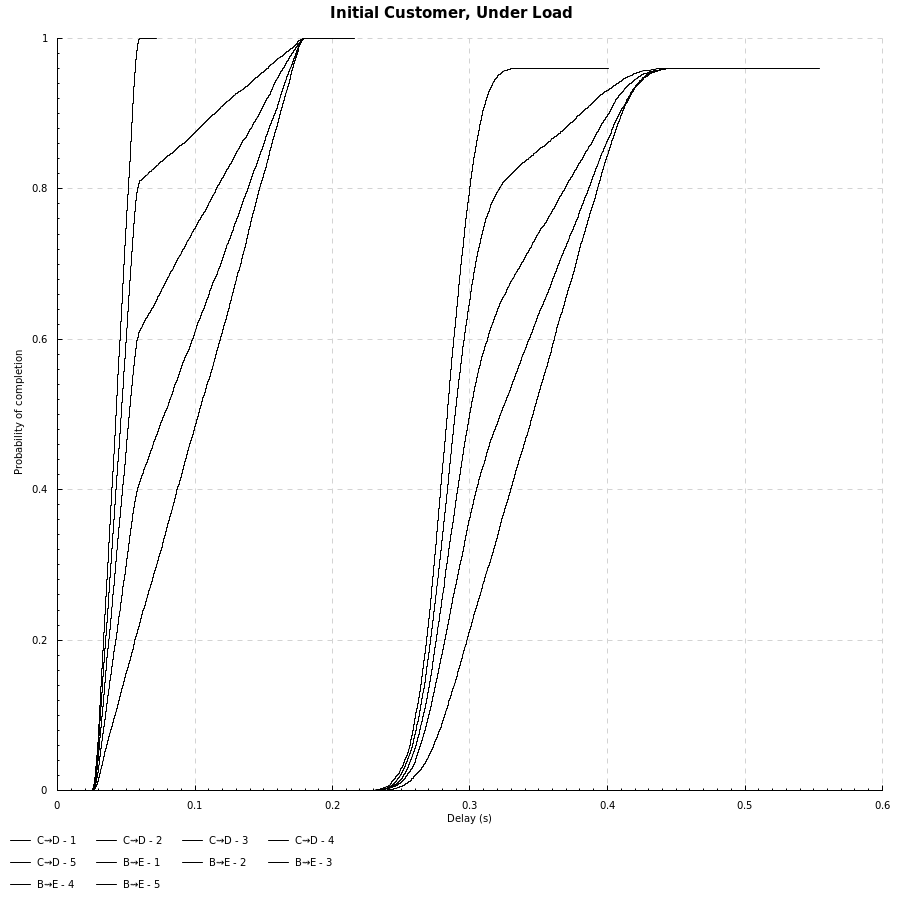 Initial Customer, Under Load
1
0.8
0.6
0.4
0.2
0
Probability of completion
0 0.1 0.2 0.3 0.4 0.5 0.6
Delay (s)
C→D - 1 C→D - 2 C→D - 3 C→D - 4
C→D - 5 B→E - 1 B→E - 2 B→E - 3
B→E - 4 B→E - 5